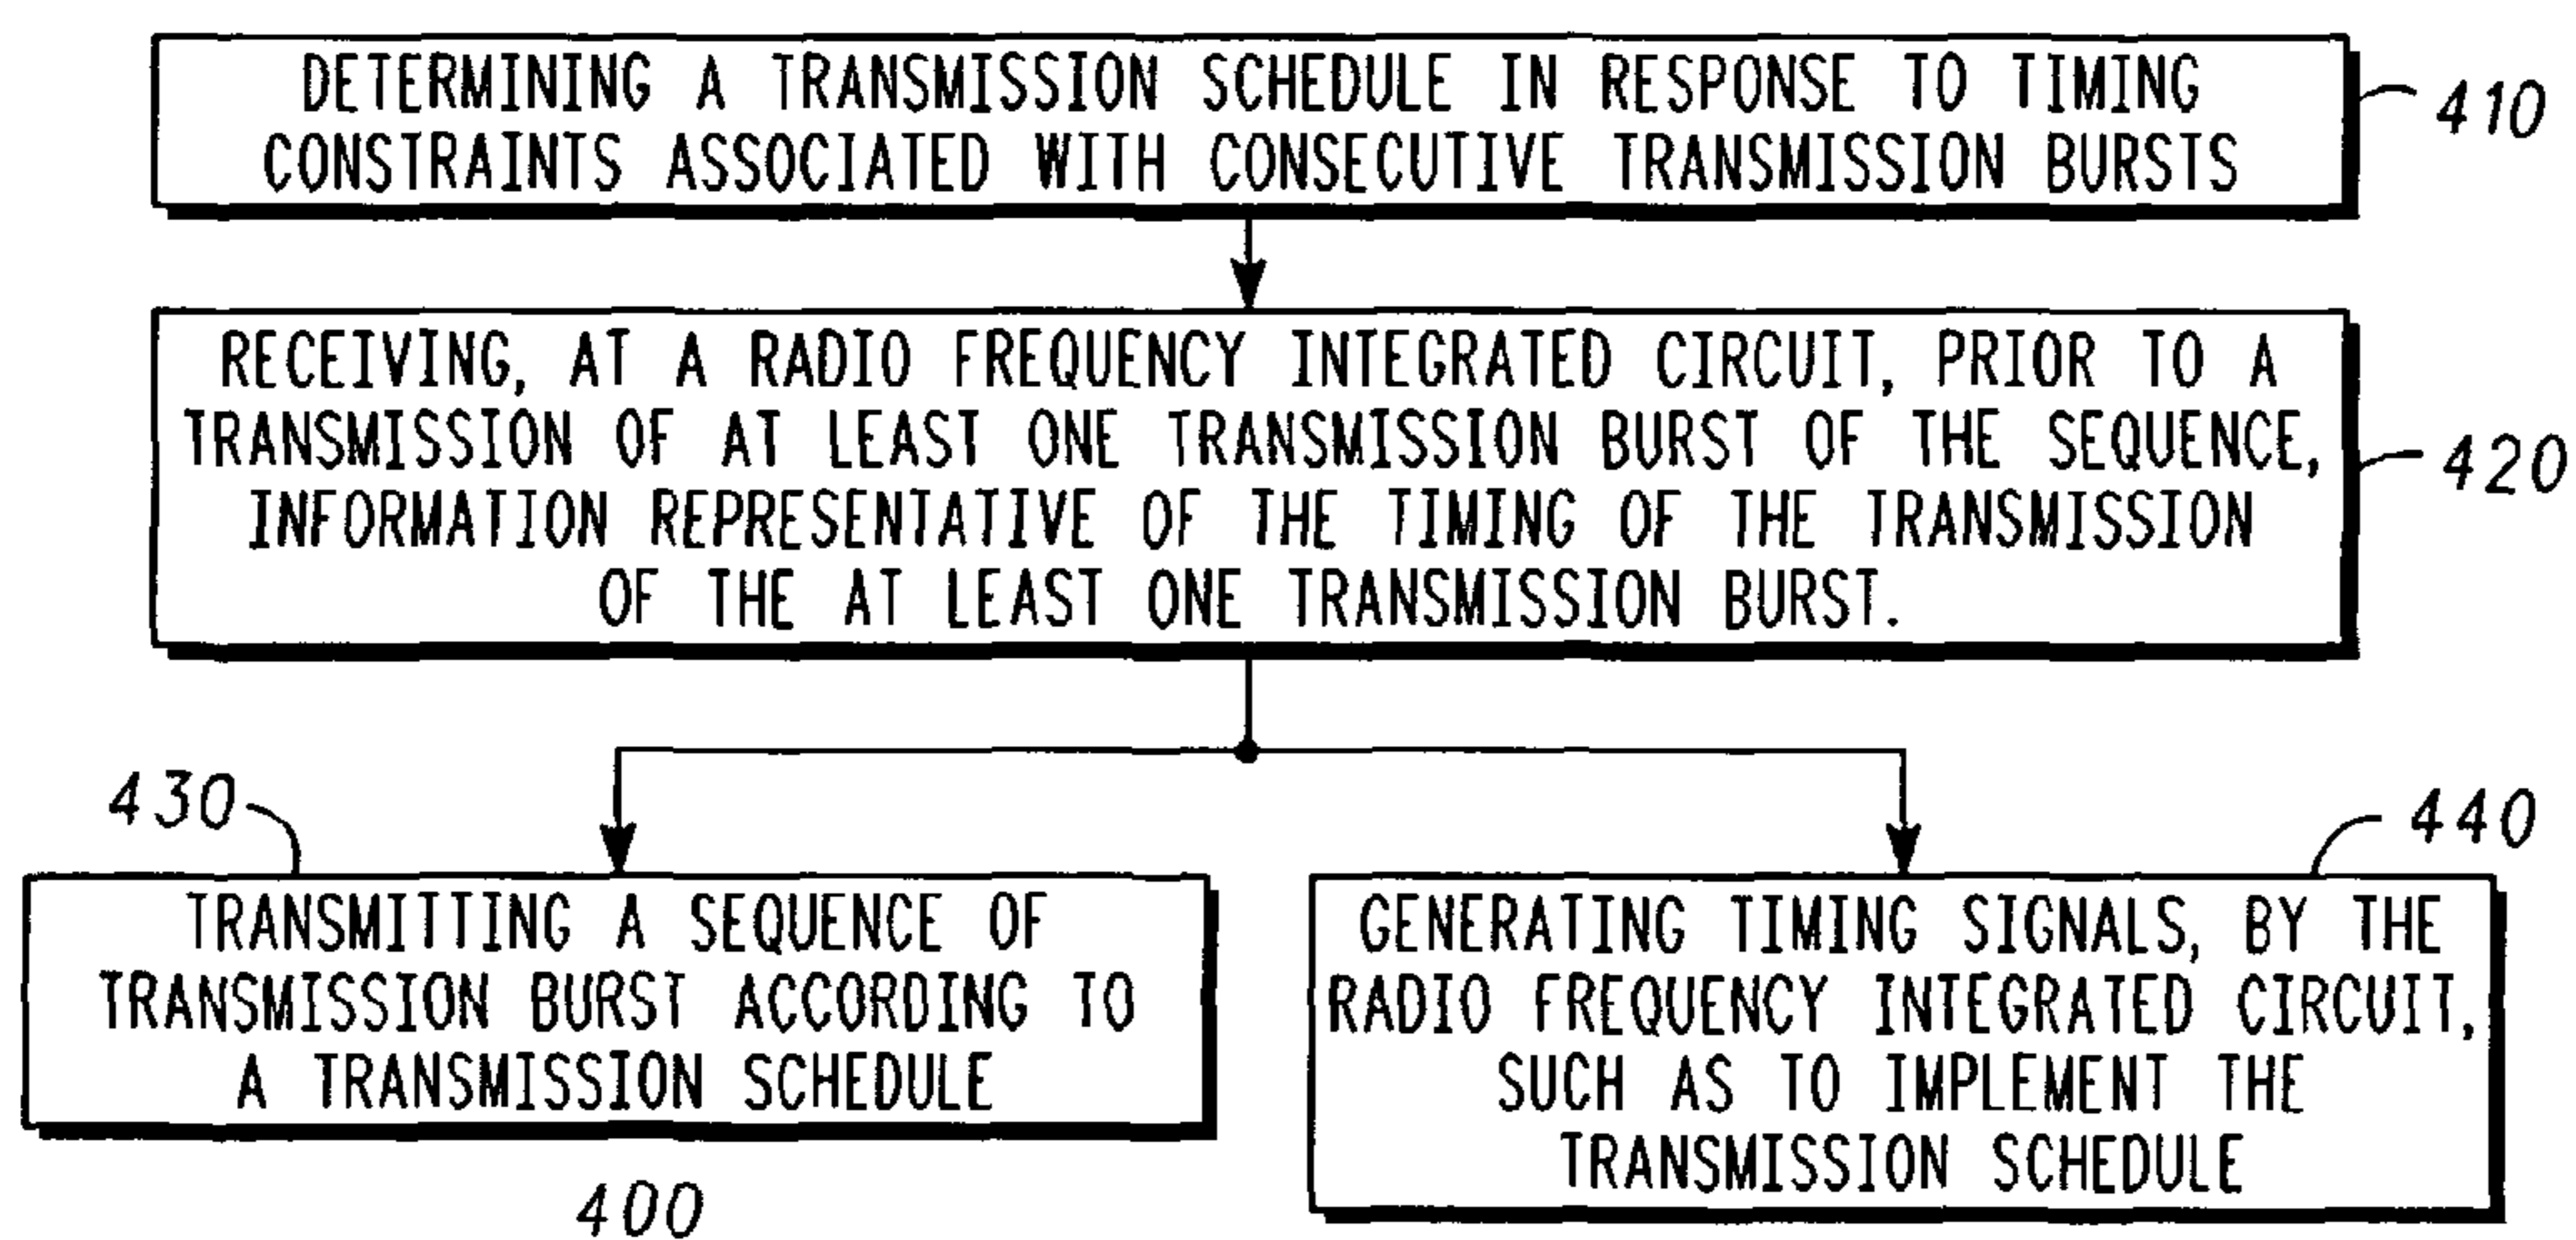 DETERMINING A TRANSMISSION SCHEDULE IN RESPONSE TO TIMING
CONSTRAINTS ASSOCIATED WITH CONSECUTIVE TRANSMISSION BURSTS
410
RECEIVING, AT A RADIO FREQUENCY INTEGRATED CIRCUIT, PRIOR TO A
TRANSMISSION OF AT LEAST ONE TRANSMISSION BURST OF THE SEQUENCE,
INFORMATION REPRESENTATIVE OF THE TIMING OF THE TRANSMISSION
OF THE AT LEAST ONE TRANSMISSION BURST.
420
430
TRANSMITTING A SEQUENCE OF
TRANSMISSION BURST ACCORDING TO
A TRANSMISSION SCHEDULE
440
GENERATING TIMING SIGNALS, BY THE
RADIO FREQUENCY INTEGRATED CIRCUIT,
SUCH AS TO IMPLEMENT THE
TRANSMISSION SCHEDULE
400